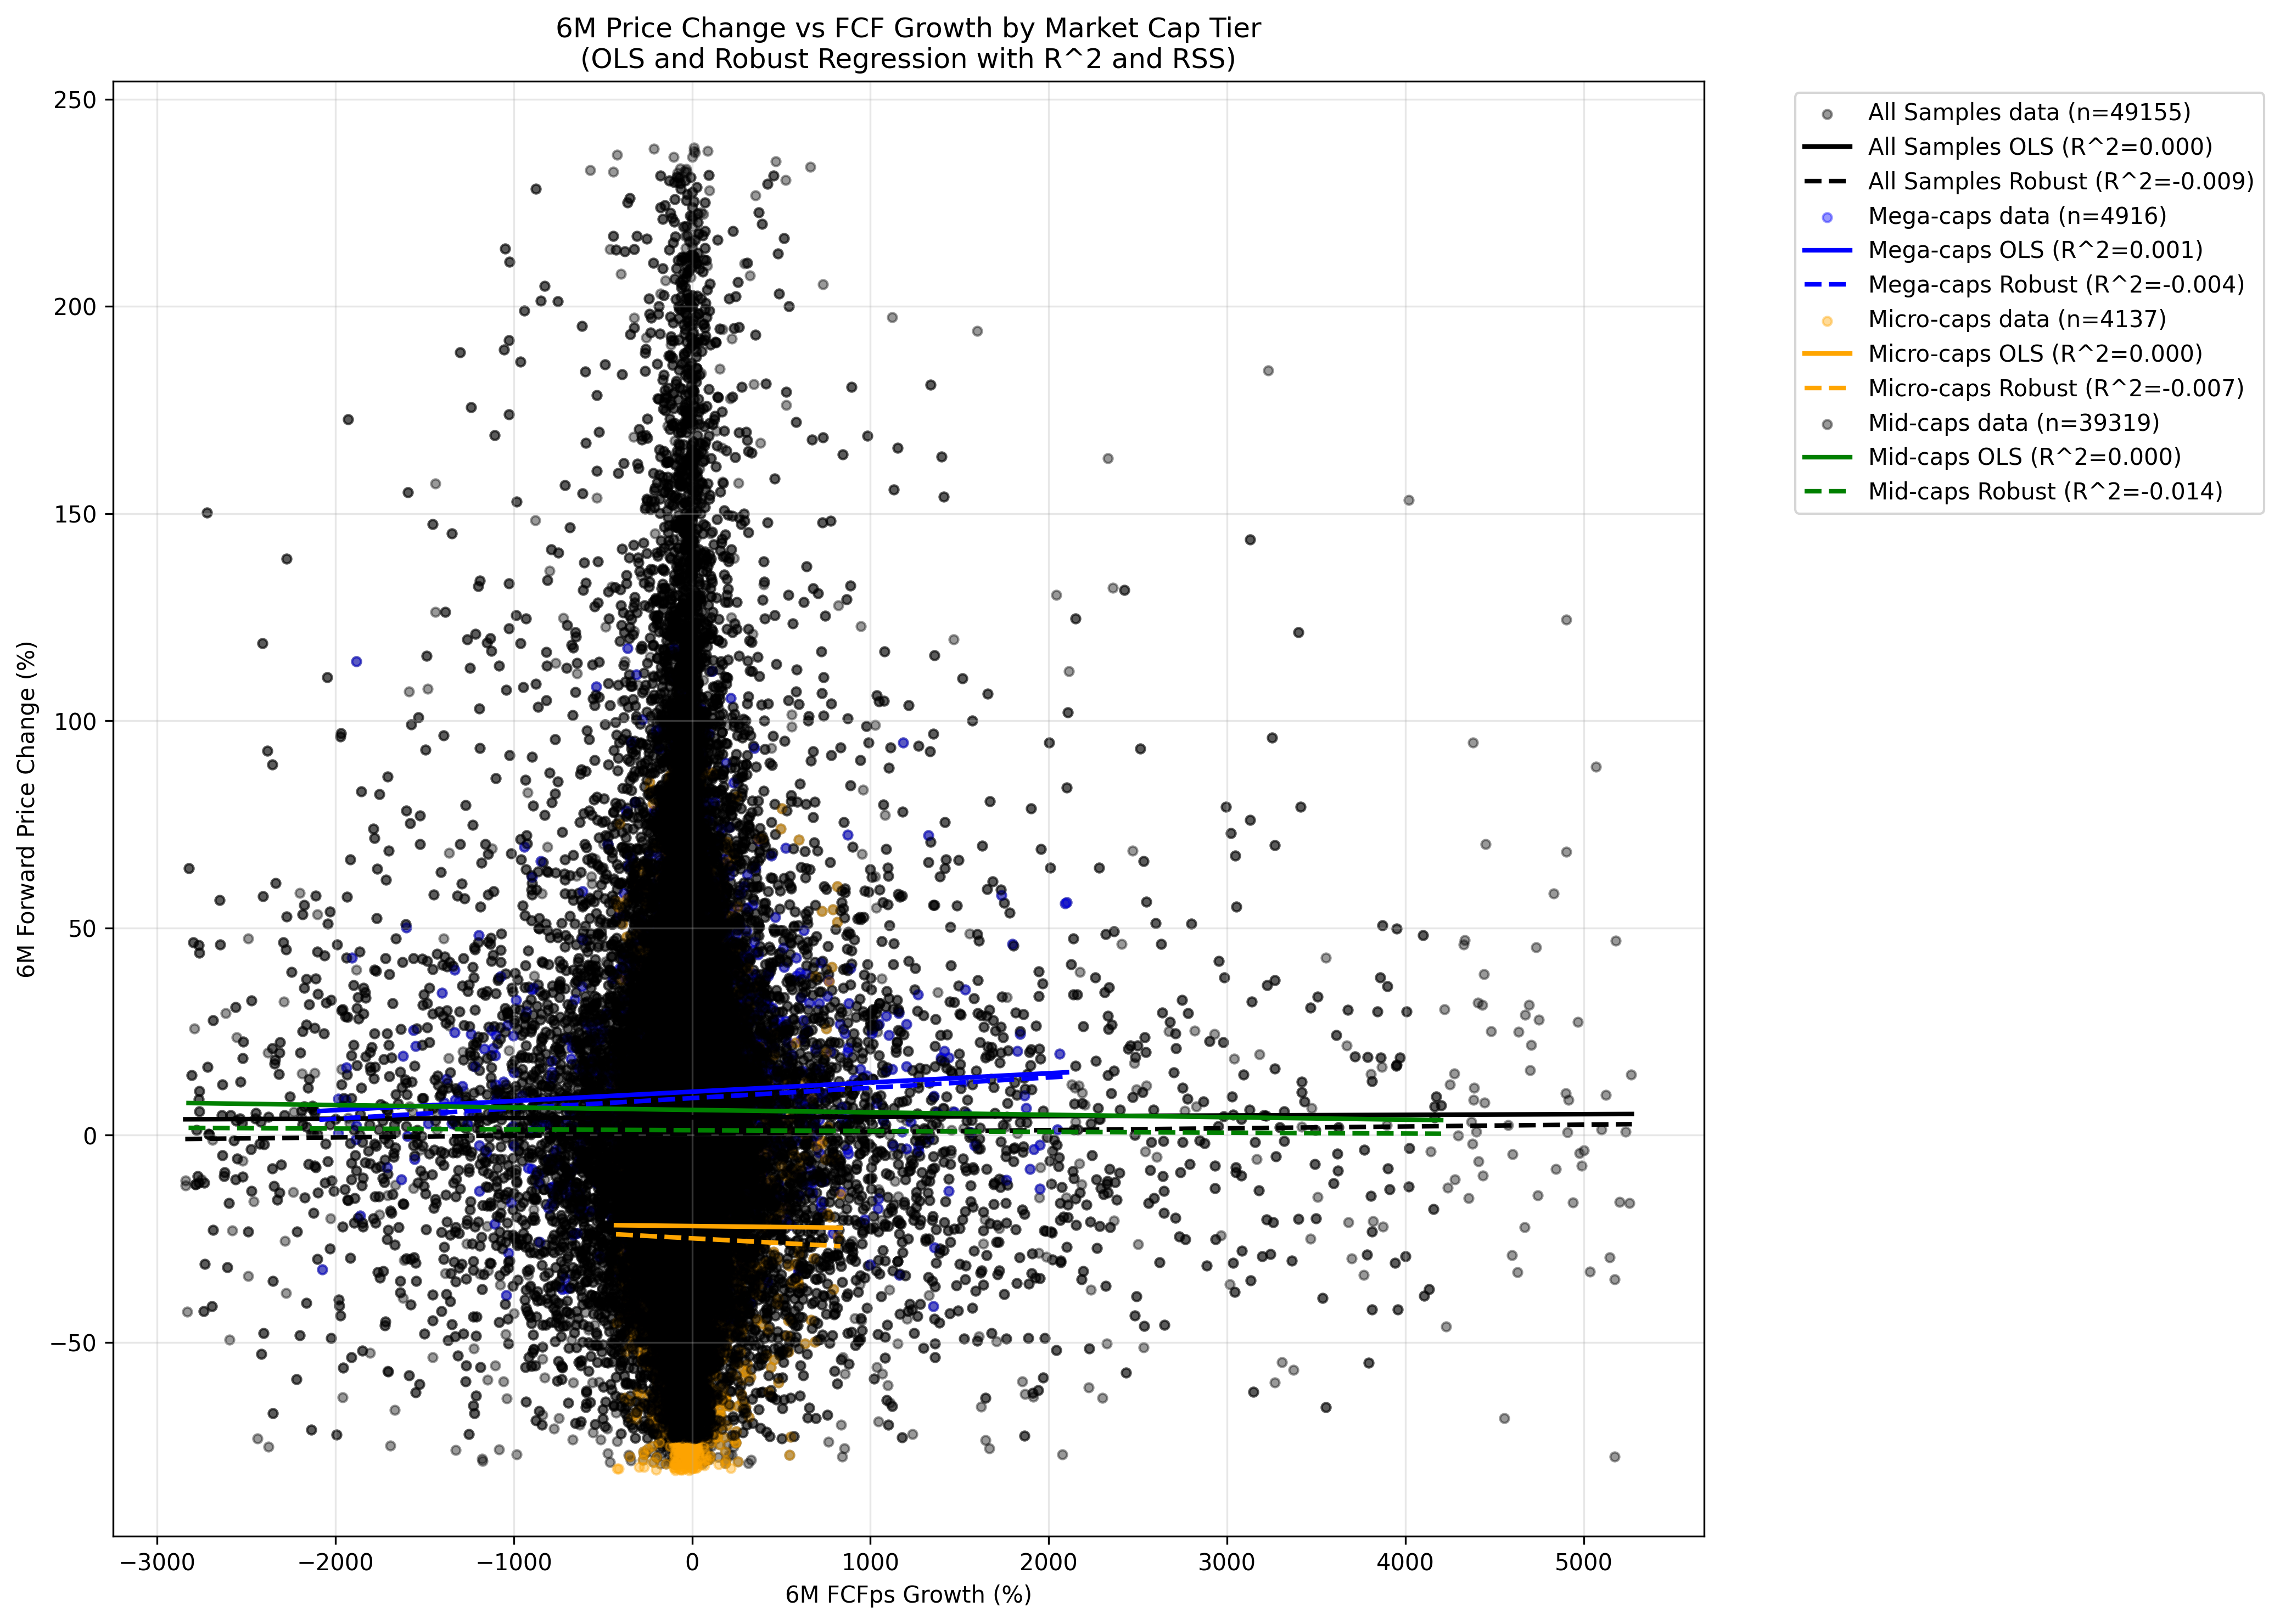 6M Price Change vs FCF Growth by Market Cap Tier
(OLS and Robust Regression with R^2 and RSS)
250
200
150
100
50
0
−50
6M Forward Price Change (%)
−3000
−2000
−1000
0
1000
2000
3000
4000
5000
6M FCFps Growth (%)
All Samples data (n=49155)
All Samples OLS (R^2=0.000)
All Samples Robust (R^2=-0.009)
Mega-caps data (n=4916)
Mega-caps OLS (R^2=0.001)
Mega-caps Robust (R^2=-0.004)
Micro-caps data (n=4137)
Micro-caps OLS (R^2=0.000)
Micro-caps Robust (R^2=-0.007)
Mid-caps data (n=39319)
Mid-caps OLS (R^2=0.000)
Mid-caps Robust (R^2=-0.014)